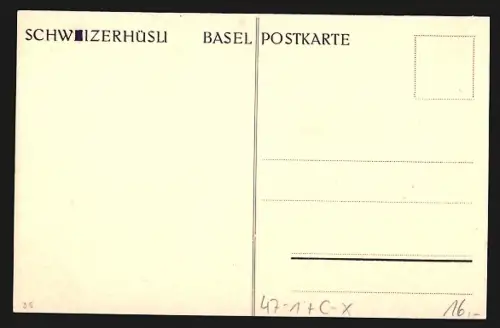 SCHW█IZERHÜSLI BASEL POSTKARTE
47-1+C-X 16.-